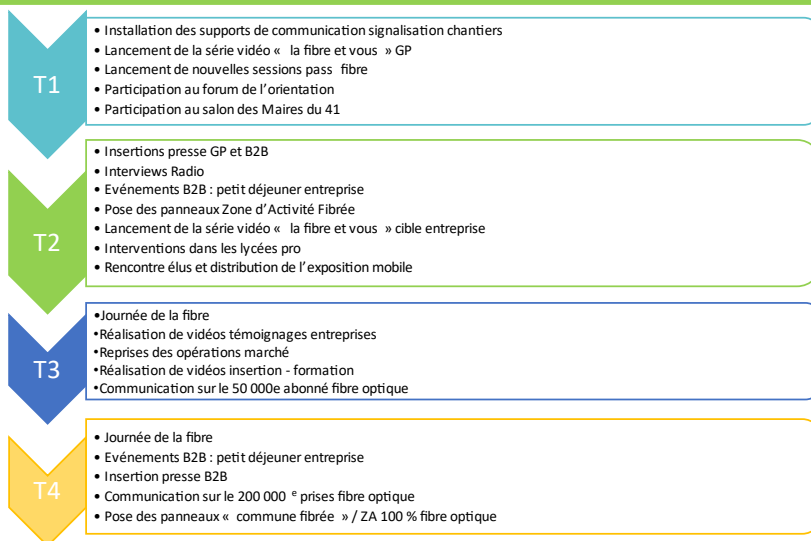 T1
• Installation des supports de communication signalisation chantiers
• Lancement de la série vidéo « la fibre et vous » GP
• Lancement de nouvelles sessions pass fibre
• Participation au forum de l'orientation
• Participation au salon des Maires du 41
T2
• Insertions presse GP et B2B
• Interviews Radio
• Evénements B2B : petit déjeuner entreprise
• Pose des panneaux Zone d'Activité Fibrée
• Lancement de la série vidéo « la fibre et vous » cible entreprise
• Interventions dans les lycées pro
• Rencontre élus et distribution de l'exposition mobile
T3
•Journée de la fibre
•Réalisation de vidéos témoignages entreprises
•Reprises des opérations marché
•Réalisation de vidéos insertion - formation
•Communication sur le 50 000e abonné fibre optique
T4
• Journée de la fibre
• Evénements B2B : petit déjeuner entreprise
• Insertion presse B2B
• Communication sur le 200 000 e prises fibre optique
• Pose des panneaux « commune fibrée » / ZA 100 % fibre optique